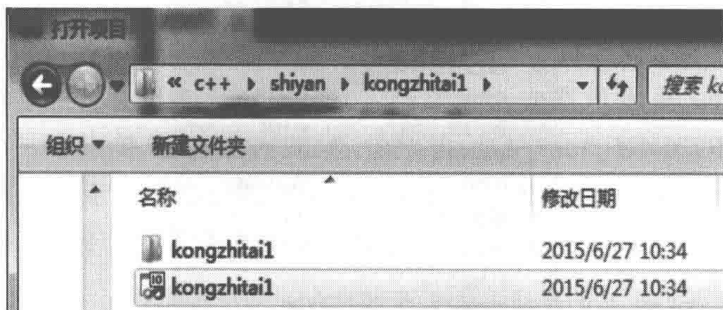 打开项目
« c++ ▸ shiyan ▸ kongzhitai1 ▸ 搜索 ko
组织 新建文件夹
名称 修改日期
kongzhitai1 2015/6/27 10:34
kongzhitai1 2015/6/27 10:34